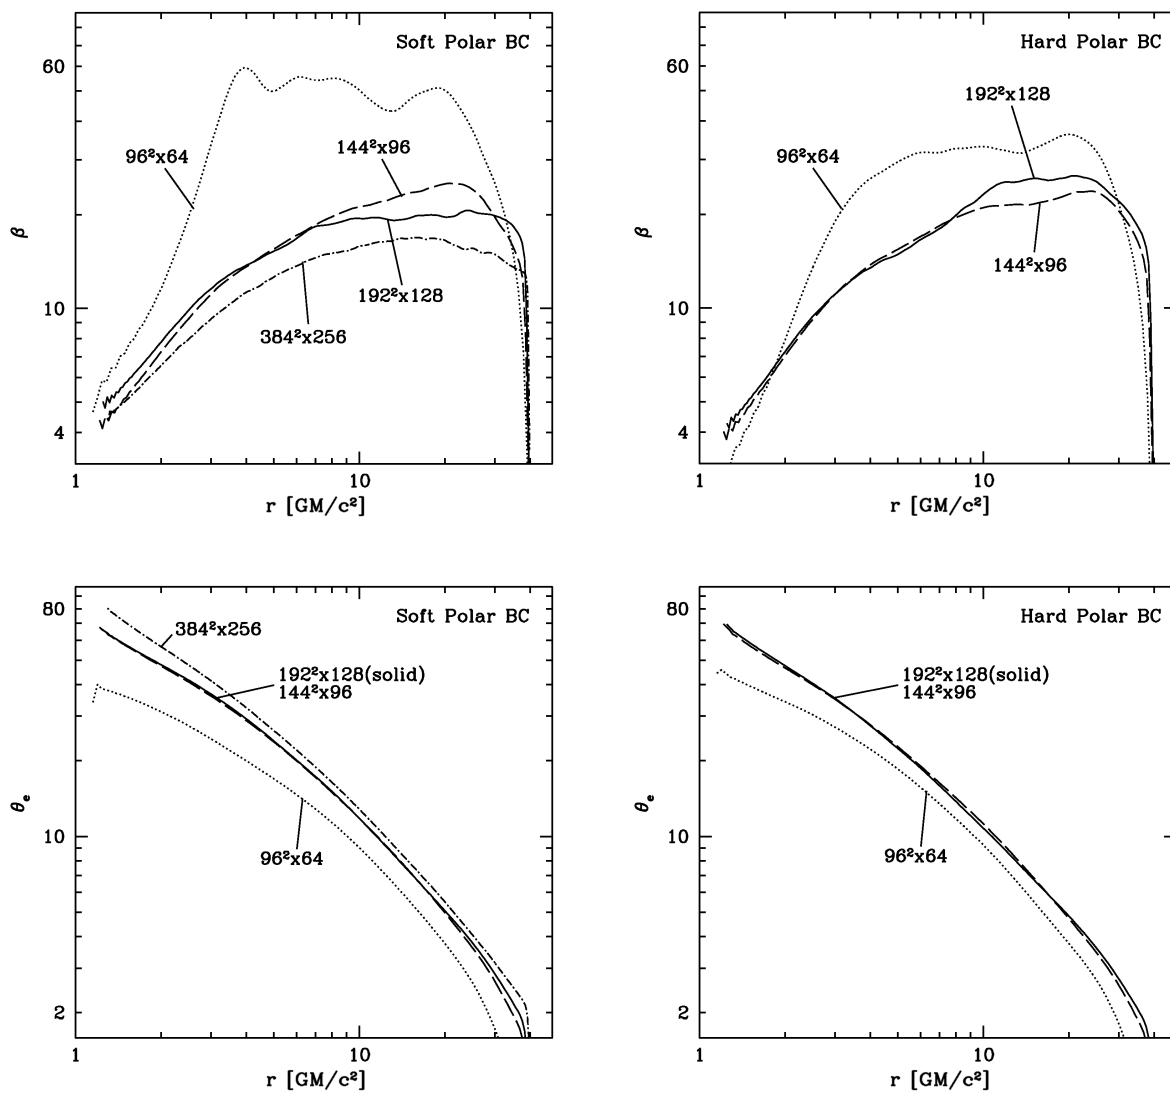 Soft Polar BC
60
10
4
β
96²x64
144²x96
192²x128
384²x256
1
10
r [GM/c²]
Hard Polar BC
60
10
4
β
192²x128
96²x64
144²x96
1
10
r [GM/c²]
Soft Polar BC
80
10
2
θₑ
384²x256
192²x128(solid)
144²x96
96²x64
1
10
r [GM/c²]
Hard Polar BC
80
10
2
θₑ
192²x128(solid)
144²x96
96²x64
1
10
r [GM/c²]